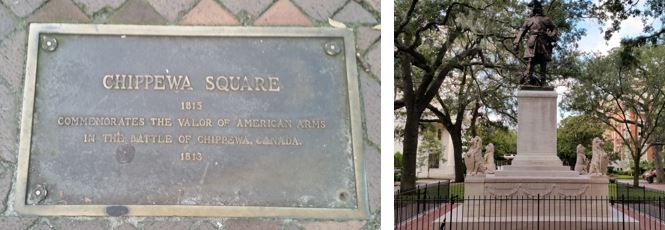 CHIPPEWA SQUARE
1815
COMMEMORATES THE VALOR OF AMERICAN ARMS
IN THE BATTLE OF CHIPPEWA, CANADA.
1813